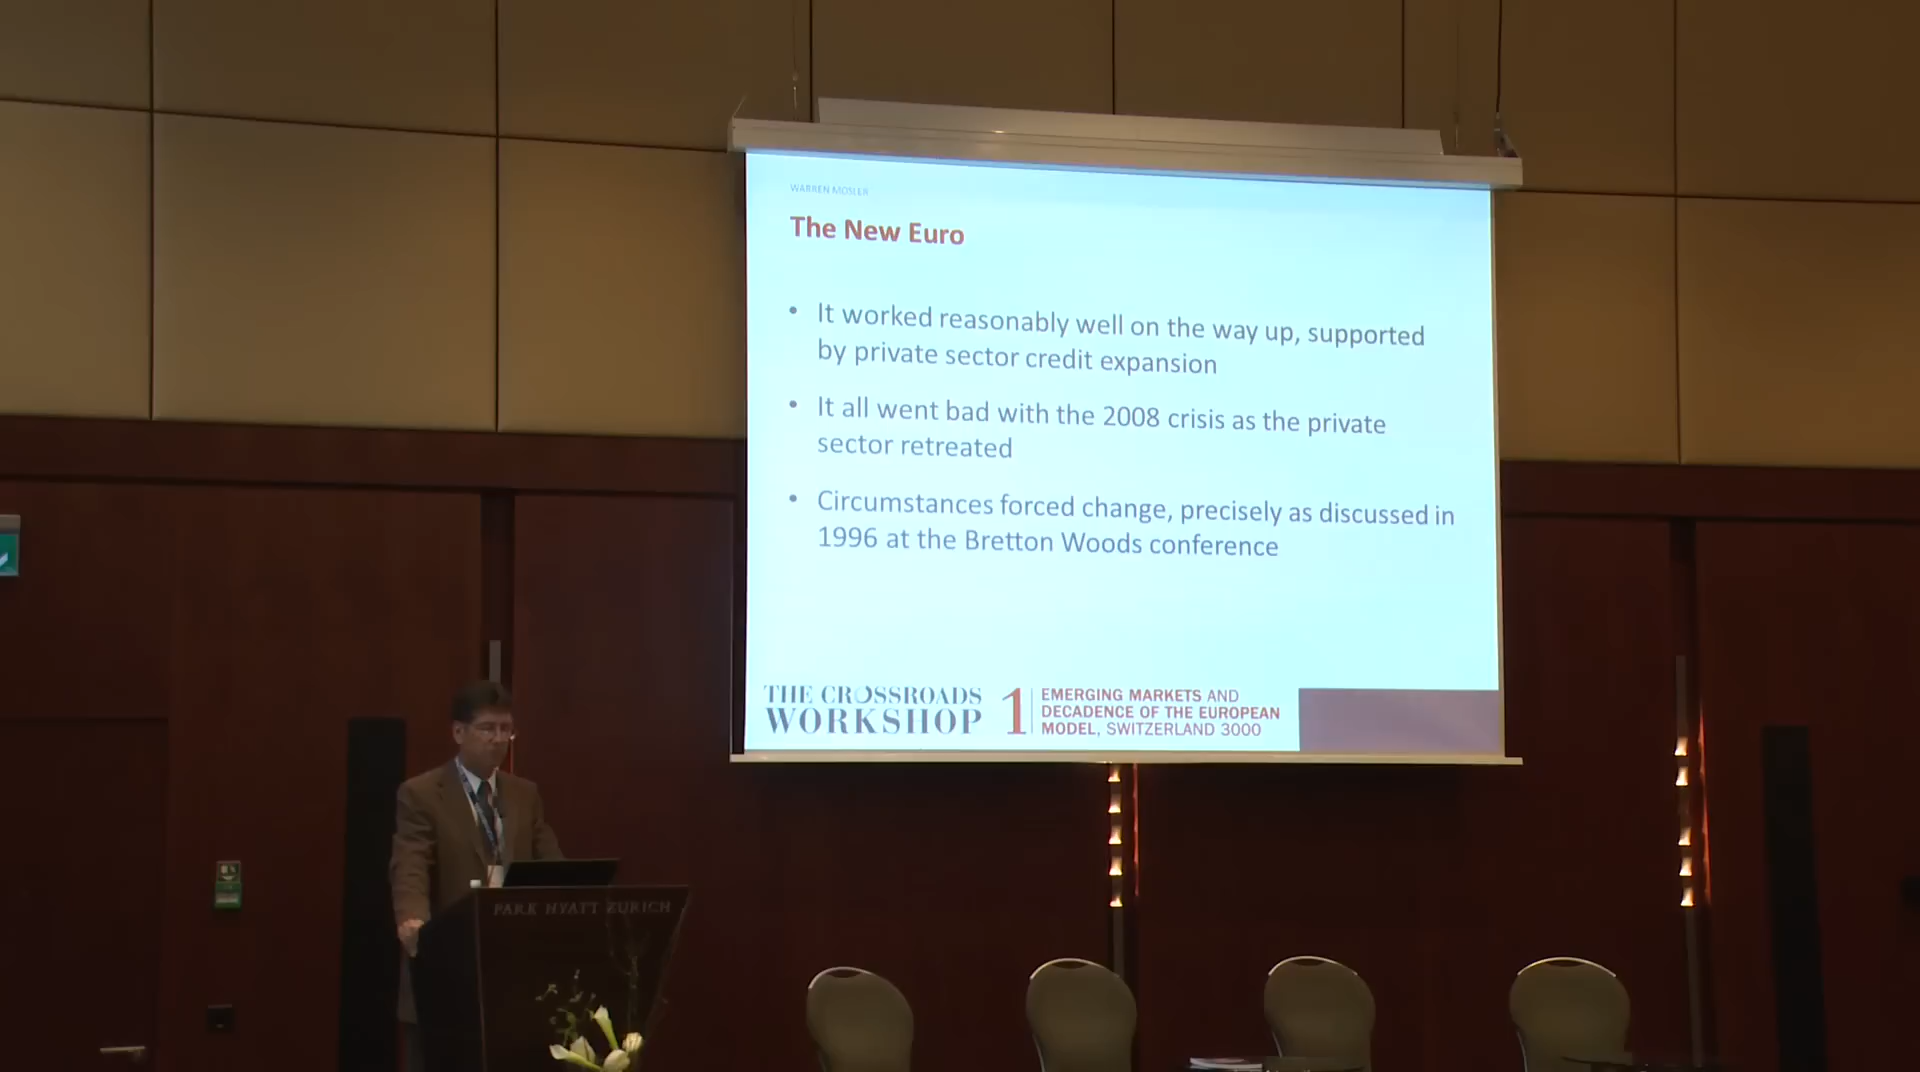 WARREN MOSLER
The New Euro
• It worked reasonably well on the way up, supported
by private sector credit expansion
• It all went bad with the 2008 crisis as the private
sector retreated
• Circumstances forced change, precisely as discussed in
1996 at the Bretton Woods conference
THE CROSSROADS
WORKSHOP
1
EMERGING MARKETS AND
DECADENCE OF THE EUROPEAN
MODEL, SWITZERLAND 3000
PARK HYATT ZURICH